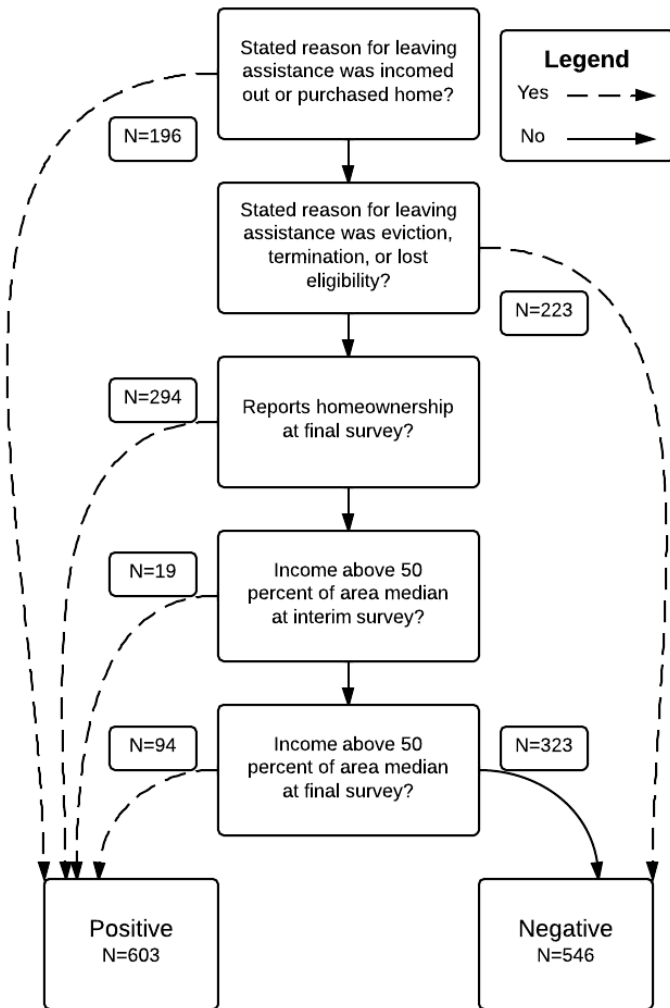 Stated reason for leaving
assistance was incomed
out or purchased home?
Legend
Yes
No
N=196
Stated reason for leaving
assistance was eviction,
termination, or lost
eligibility?
N=223
N=294
Reports homeownership
at final survey?
N=19
Income above 50
percent of area median
at interim survey?
N=94
Income above 50
percent of area median
at final survey?
N=323
Positive
N=603
Negative
N=546